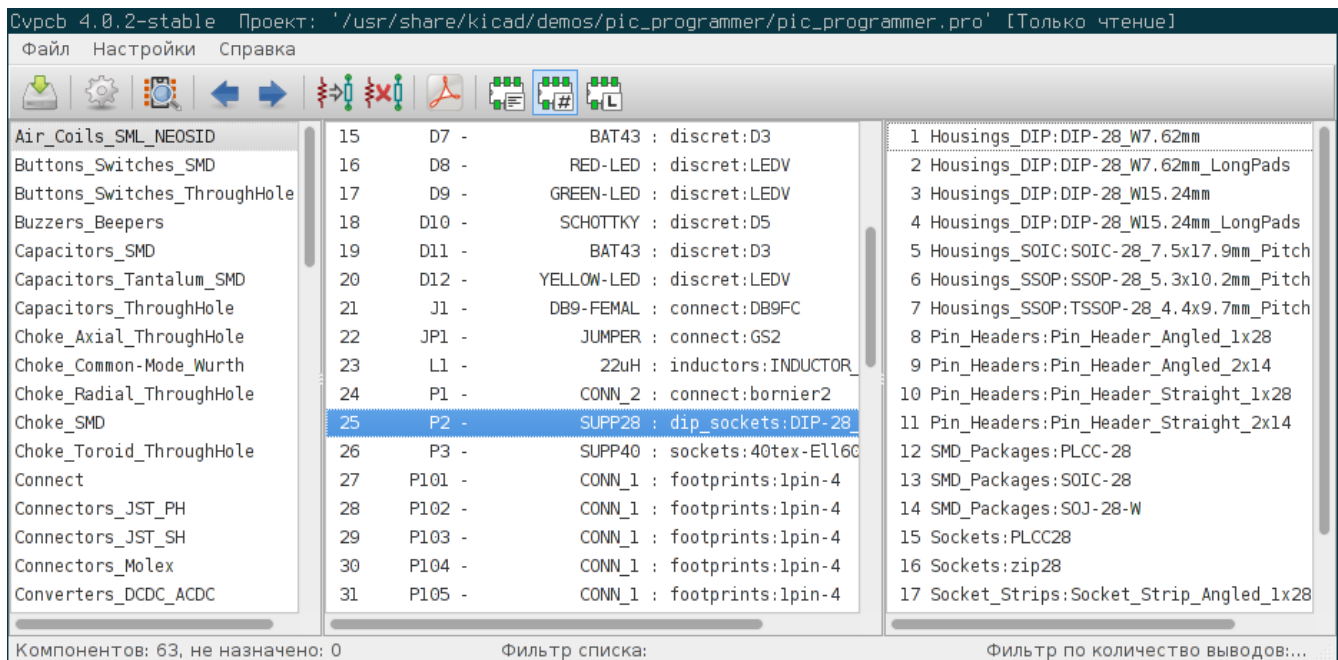 Cvpcb 4.0.2-stable Проект: '/usr/share/kicad/demos/pic_programmer/pic_programmer.pro' [Только чтение]
Файл Настройки Справка
# L
Air_Coils_SML_NEOSID
Buttons_Switches_SMD
Buttons_Switches_ThroughHole
Buzzers_Beepers
Capacitors_SMD
Capacitors_Tantalum_SMD
Capacitors_ThroughHole
Choke_Axial_ThroughHole
Choke_Common-Mode_Wurth
Choke_Radial_ThroughHole
Choke_SMD
Choke_Toroid_ThroughHole
Connect
Connectors_JST_PH
Connectors_JST_SH
Connectors_Molex
Converters_DCDC_ACDC
15 D7 - BAT43 : discret:D3
16 D8 - RED-LED : discret:LEDV
17 D9 - GREEN-LED : discret:LEDV
18 D10 - SCHOTTKY : discret:D5
19 D11 - BAT43 : discret:D3
20 D12 - YELLOW-LED : discret:LEDV
21 J1 - DB9-FEMAL : connect:DB9FC
22 JP1 - JUMPER : connect:GS2
23 L1 - 22uH : inductors:INDUCTOR_
24 P1 - CONN_2 : connect:bornier2
25 P2 - SUPP28 : dip_sockets:DIP-28_
26 P3 - SUPP40 : sockets:40tex-Ell60
27 P101 - CONN_1 : footprints:1pin-4
28 P102 - CONN_1 : footprints:1pin-4
29 P103 - CONN_1 : footprints:1pin-4
30 P104 - CONN_1 : footprints:1pin-4
31 P105 - CONN_1 : footprints:1pin-4
1 Housings_DIP:DIP-28_W7.62mm
2 Housings_DIP:DIP-28_W7.62mm_LongPads
3 Housings_DIP:DIP-28_W15.24mm
4 Housings_DIP:DIP-28_W15.24mm_LongPads
5 Housings_SOIC:SOIC-28_7.5x17.9mm_Pitch
6 Housings_SSOP:SSOP-28_5.3x10.2mm_Pitch
7 Housings_SSOP:TSSOP-28_4.4x9.7mm_Pitch
8 Pin_Headers:Pin_Header_Angled_1x28
9 Pin_Headers:Pin_Header_Angled_2x14
10 Pin_Headers:Pin_Header_Straight_1x28
11 Pin_Headers:Pin_Header_Straight_2x14
12 SMD_Packages:PLCC-28
13 SMD_Packages:SOIC-28
14 SMD_Packages:SOJ-28-W
15 Sockets:PLCC28
16 Sockets:zip28
17 Socket_Strips:Socket_Strip_Angled_1x28
Компонентов: 63, не назначено: 0 Фильтр списка: Фильтр по количество выводов:...